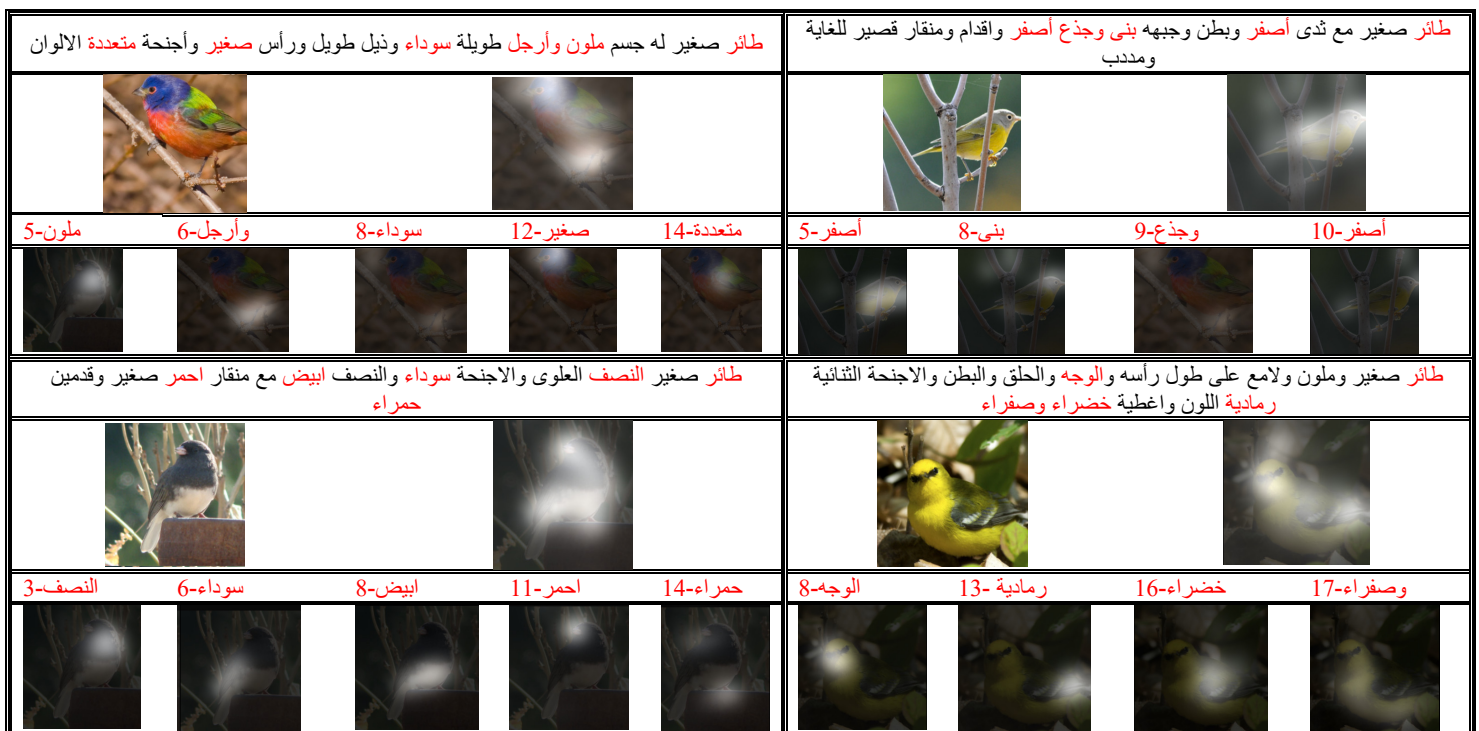 طائر صغير مع ثدى أصفر وبطن وجبهه بنى وجذع أصفر واقدام ومنقار قصير للغاية
ومددب
أصفر-10 وجذع-9 بنى-8 أصفر-5
طائر صغير له جسم ملون وأرجل طويلة سوداء وذيل طويل ورأس صغير وأجنحة متعددة الالوان
متعددة-14 صغير-12 سوداء-8 وأرجل-6 ملون-5
طائر صغير وملون ولامع على طول رأسه والوجه والحلق والبطن والاجنحة الثنائية
رمادية اللون واغطية خضراء وصفراء
وصفراء-17 خضراء-16 رمادية -13 الوجه-8
طائر صغير النصف العلوى والاجنحة سوداء والنصف ابيض مع منقار احمر صغير وقدمين
حمراء
حمراء-14 احمر-11 ابيض-8 سوداء-6 النصف-3